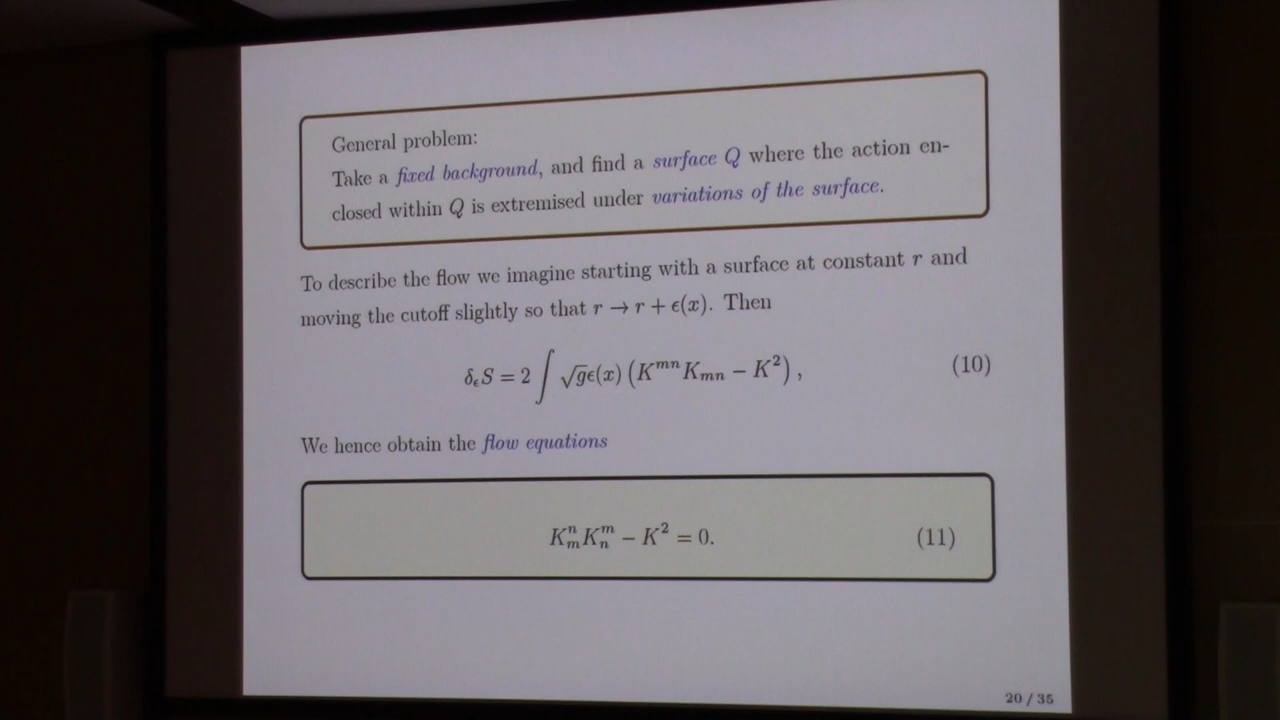 General problem:
Take a fixed background, and find a surface Q where the action en-
closed within Q is extremised under variations of the surface.
To describe the flow we imagine starting with a surface at constant r and
moving the cutoff slightly so that r → r + ϵ(x). Then
δ_ϵ S = 2 ∫ √g ϵ(x) (K^{mn} K_{mn} − K^2), (10)
We hence obtain the flow equations
K^n_m K^m_n − K^2 = 0. (11)
20 / 35